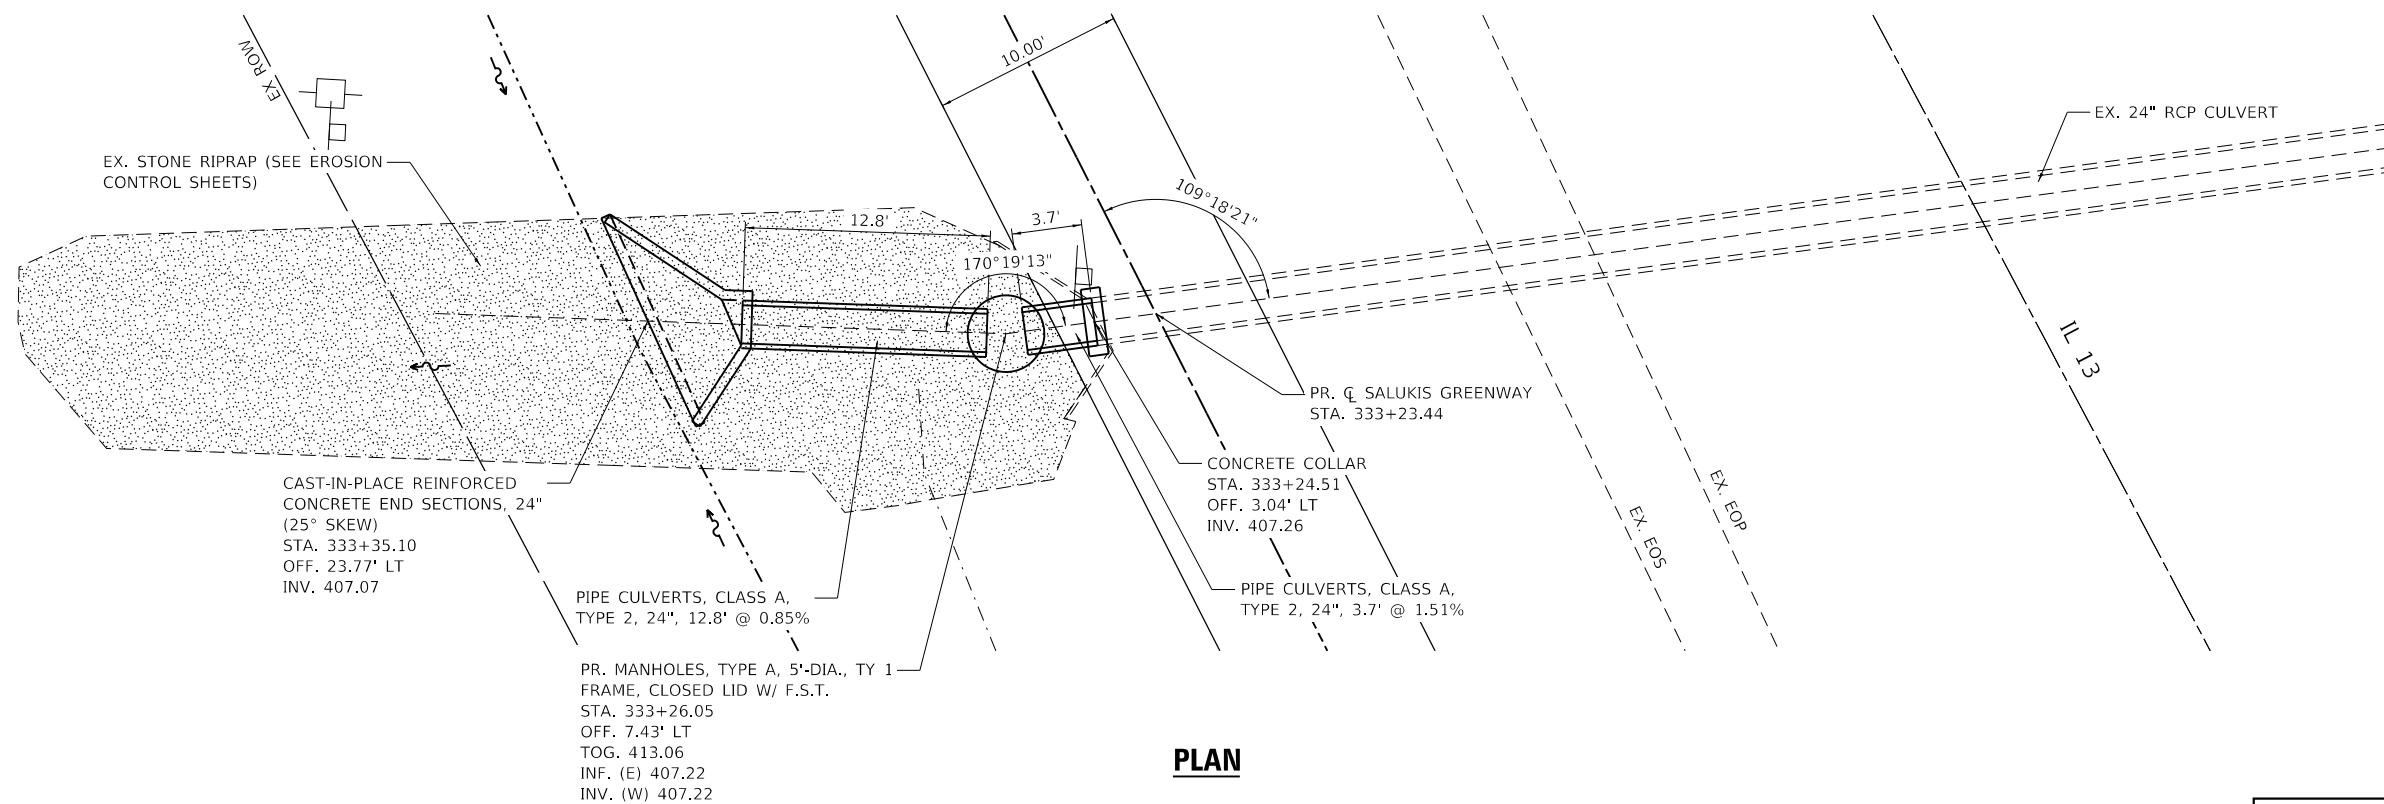 EX ROW
10.00'
EX. 24" RCP CULVERT
EX. STONE RIPRAP (SEE EROSION
CONTROL SHEETS)
109°18'21"
12.8'
3.7'
170°19'13"
IL 13
PR. ℄ SALUKIS GREENWAY
STA. 333+23.44
CONCRETE COLLAR
STA. 333+24.51
OFF. 3.04' LT
INV. 407.26
EX. EOP
EX. EOS
CAST-IN-PLACE REINFORCED
CONCRETE END SECTIONS, 24"
(25° SKEW)
STA. 333+35.10
OFF. 23.77' LT
INV. 407.07
PIPE CULVERTS, CLASS A,
TYPE 2, 24", 12.8' @ 0.85%
PIPE CULVERTS, CLASS A,
TYPE 2, 24", 3.7' @ 1.51%
PR. MANHOLES, TYPE A, 5'-DIA., TY 1
FRAME, CLOSED LID W/ F.S.T.
STA. 333+26.05
OFF. 7.43' LT
TOG. 413.06
INF. (E) 407.22
INV. (W) 407.22
PLAN